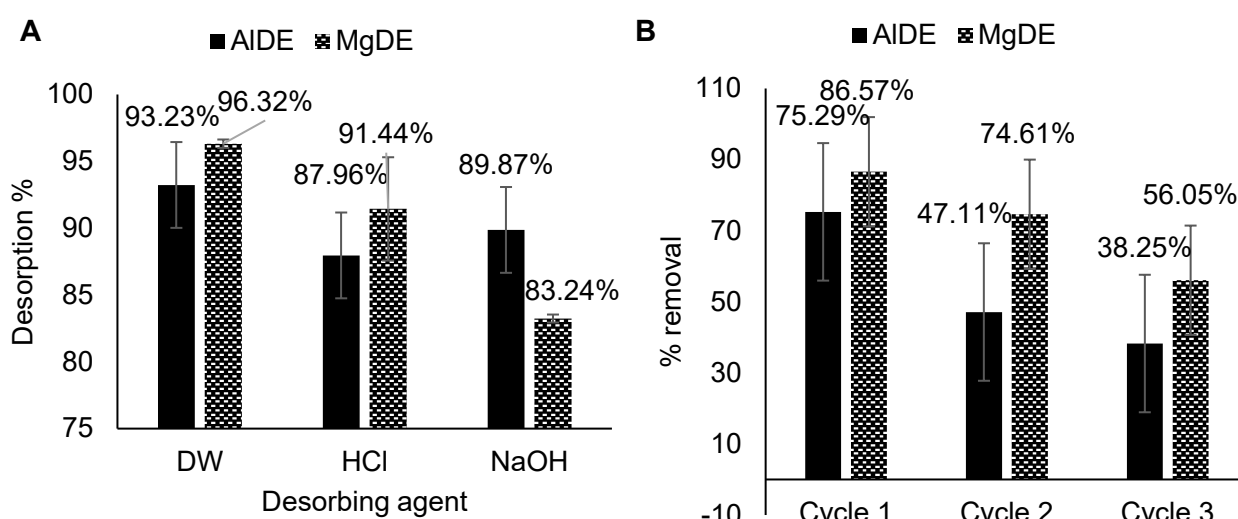 A
AlDE MgDE
100
95
90
85
80
75
Desorption %
93.23%
96.32%
87.96%
91.44%
89.87%
83.24%
DW HCl NaOH
Desorbing agent
B
AlDE MgDE
110
90
70
50
30
10
-10
% removal
75.29%
86.57%
47.11%
74.61%
38.25%
56.05%
Cycle 1 Cycle 2 Cycle 3